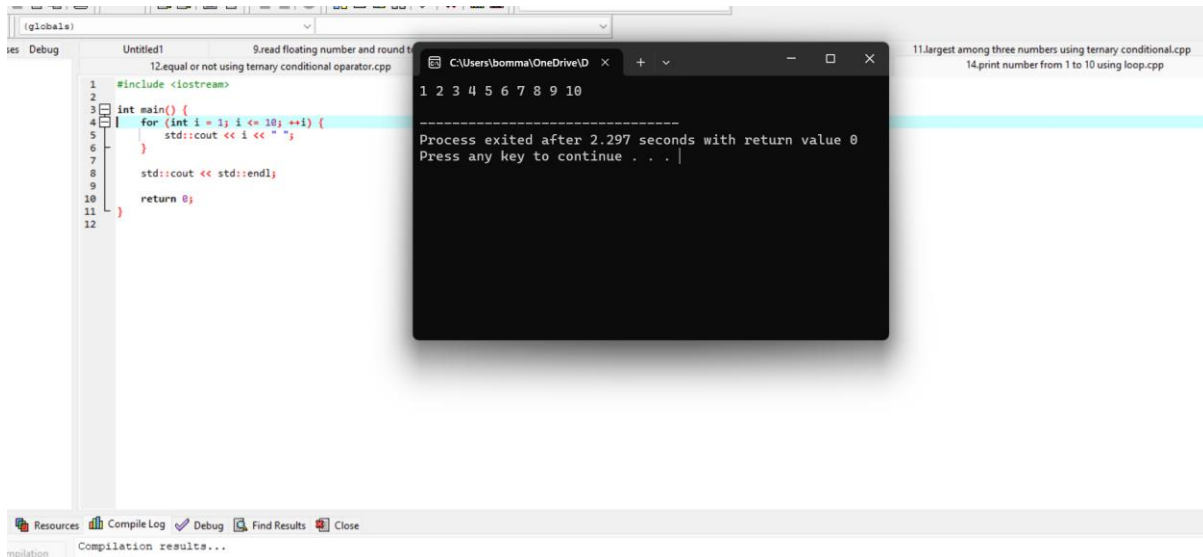 (globals)
ses Debug
Untitled1
9.read floating number and round t
11.largest among three numbers using ternary conditional.cpp
12.equal or not using ternary conditional oparator.cpp
14.print number from 1 to 10 using loop.cpp
1 #include <iostream>
2
3 int main() {
4 for (int i = 1; i <= 10; ++i) {
5 std::cout << i << " ";
6 }
7
8 std::cout << std::endl;
9
10 return 0;
11 }
12
C:\Users\bomma\OneDrive\D
1 2 3 4 5 6 7 8 9 10
--------------------------------
Process exited after 2.297 seconds with return value 0
Press any key to continue . . .
Resources Compile Log Debug Find Results Close
mpilation
Compilation results...